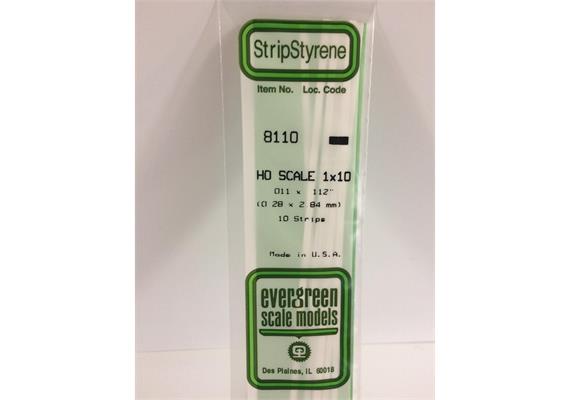 StripStyrene
Item No. Loc. Code
8110
HO SCALE 1x10
.011 x .112"
(0.28 x 2.84 mm)
10 Strips
Made in U.S.A.
evergreen
scale models
Des Plaines, IL 60018